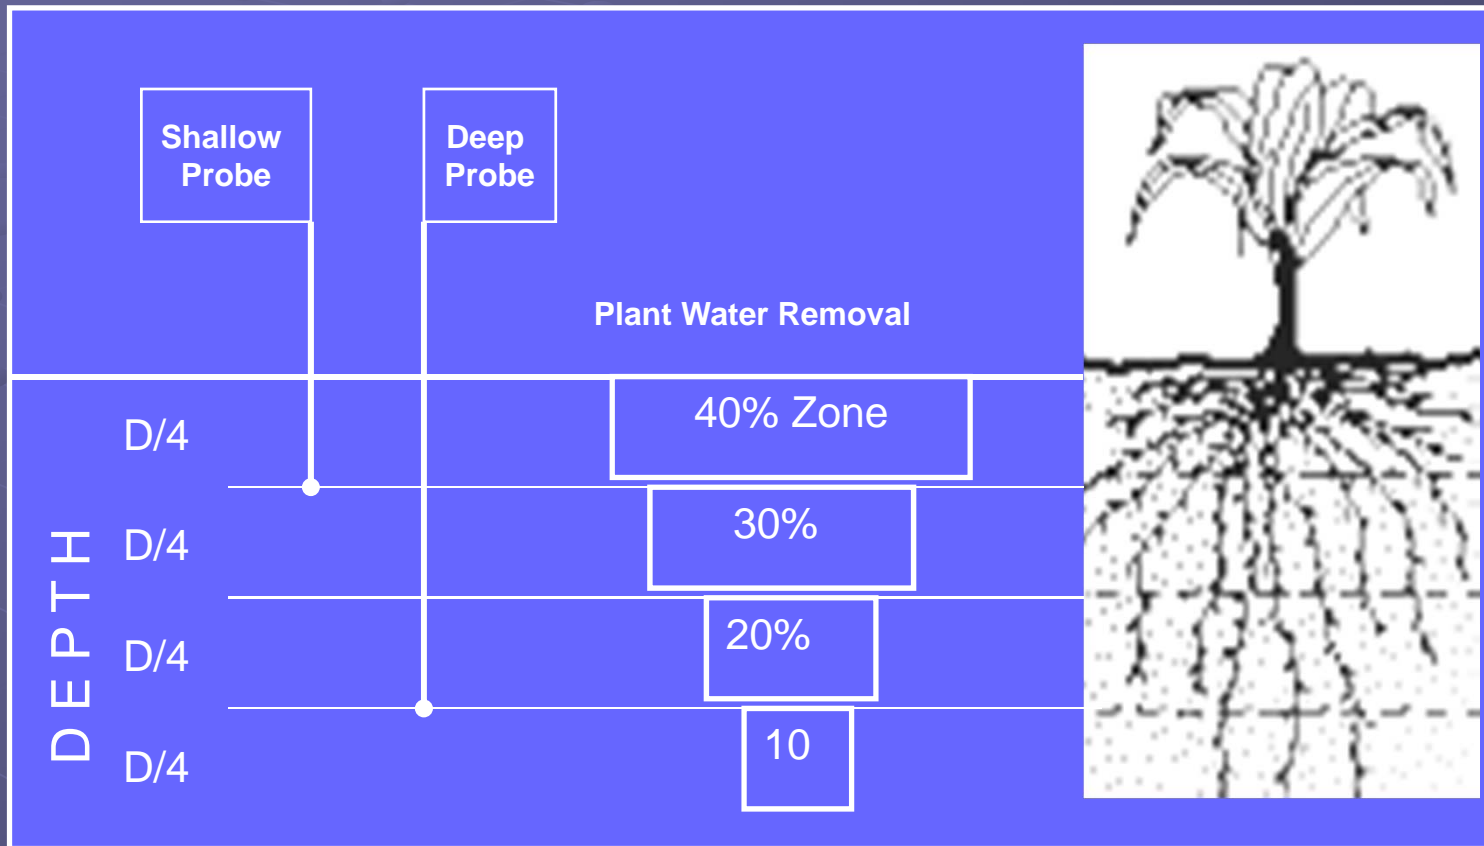 Shallow
Probe
Deep
Probe
Plant Water Removal
D/4
40% Zone
D/4
30%
D/4
20%
D/4
10
DEPTH